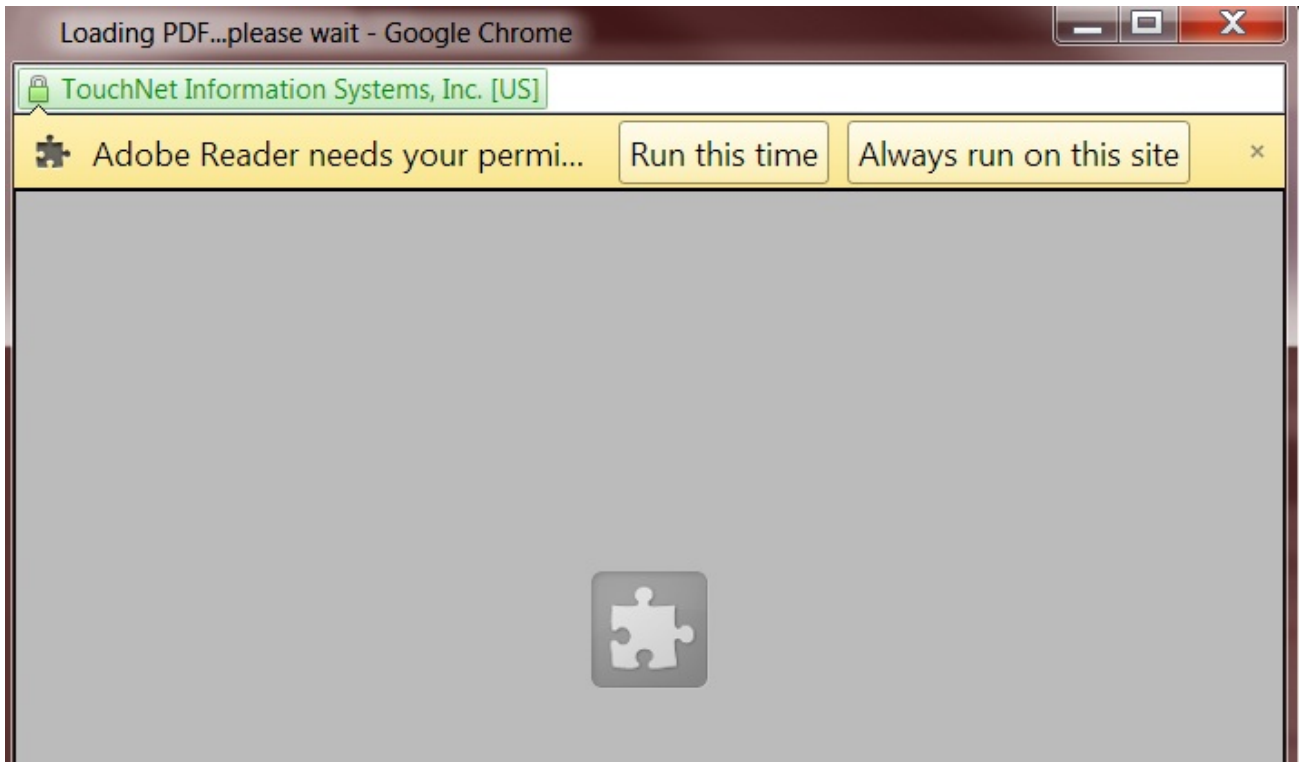 Loading PDF...please wait - Google Chrome
TouchNet Information Systems, Inc. [US]
Adobe Reader needs your permi... Run this time Always run on this site ×